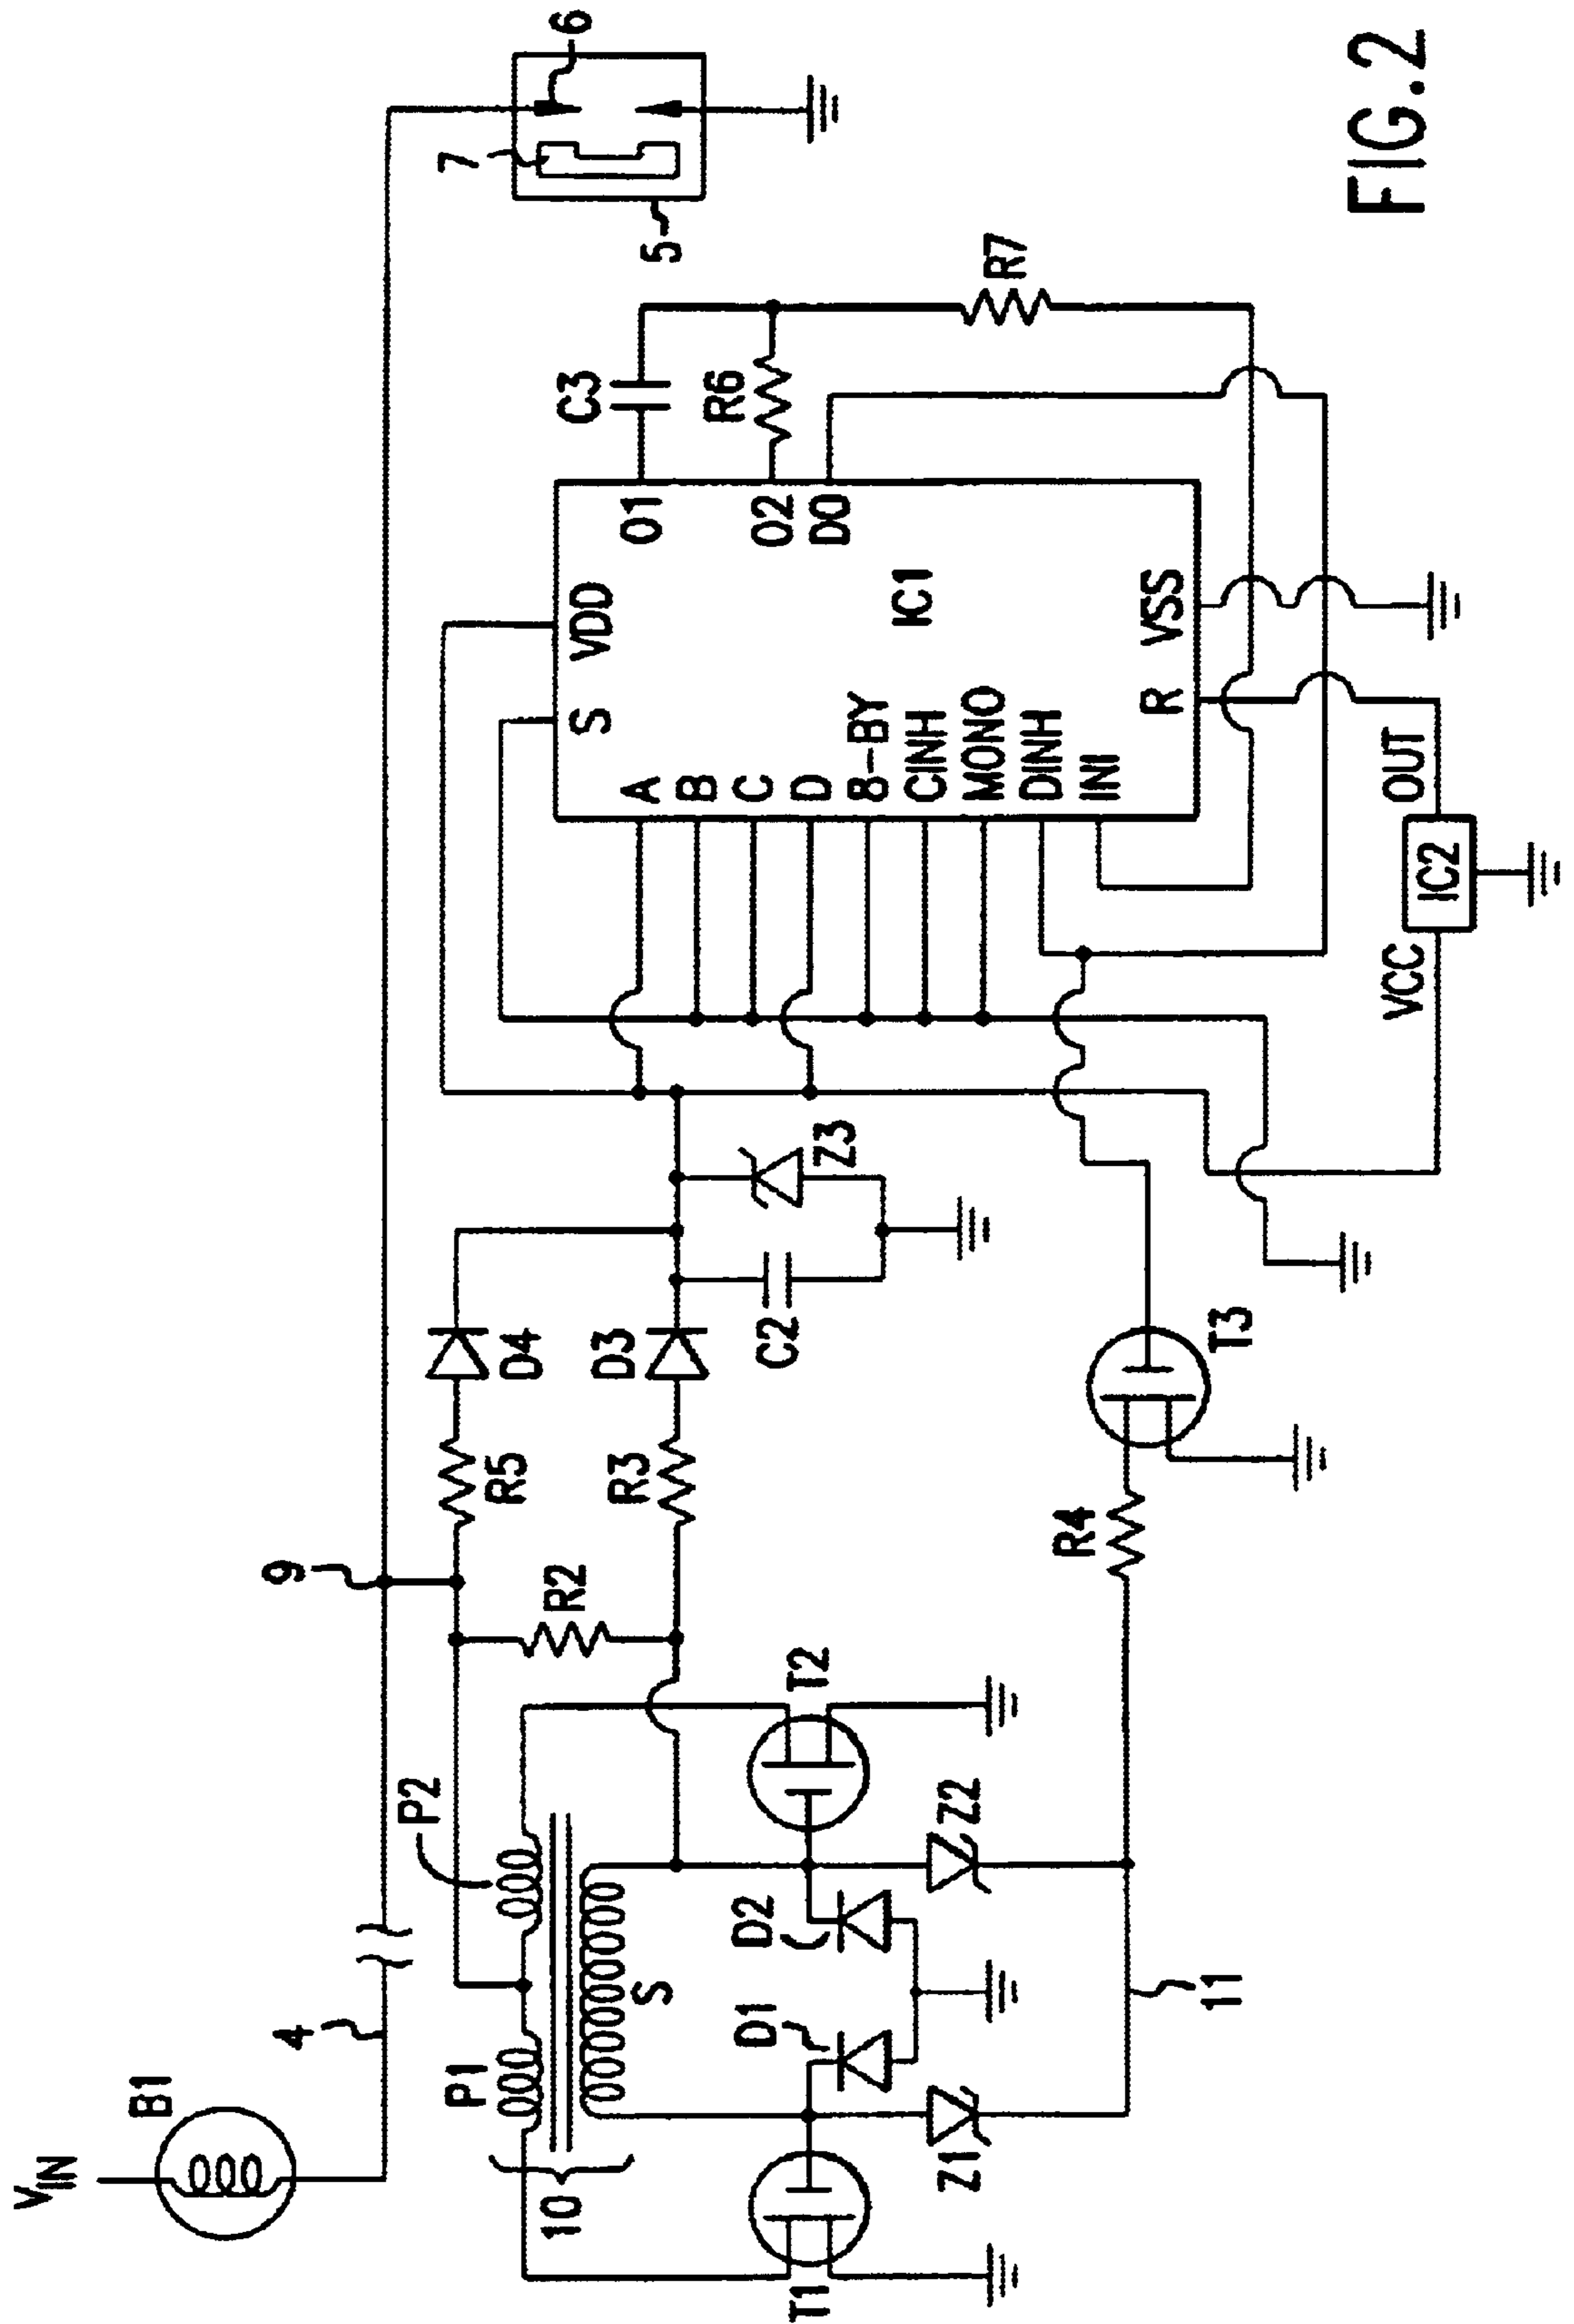 V_IN
B1
4
9
6
7
5
P2
P1
10
S
R5
D4
R2
R3
D3
C2
Z3
T1
T2
D1
D2
Z1
Z2
11
R4
T3
S
VDD
A
B
C
D
8-BY
CINH
MONO
DINH
INI
R
VSS
IC1
O1
O2
DO
C3
R6
R7
VCC
IC2
OUT
FIG.2